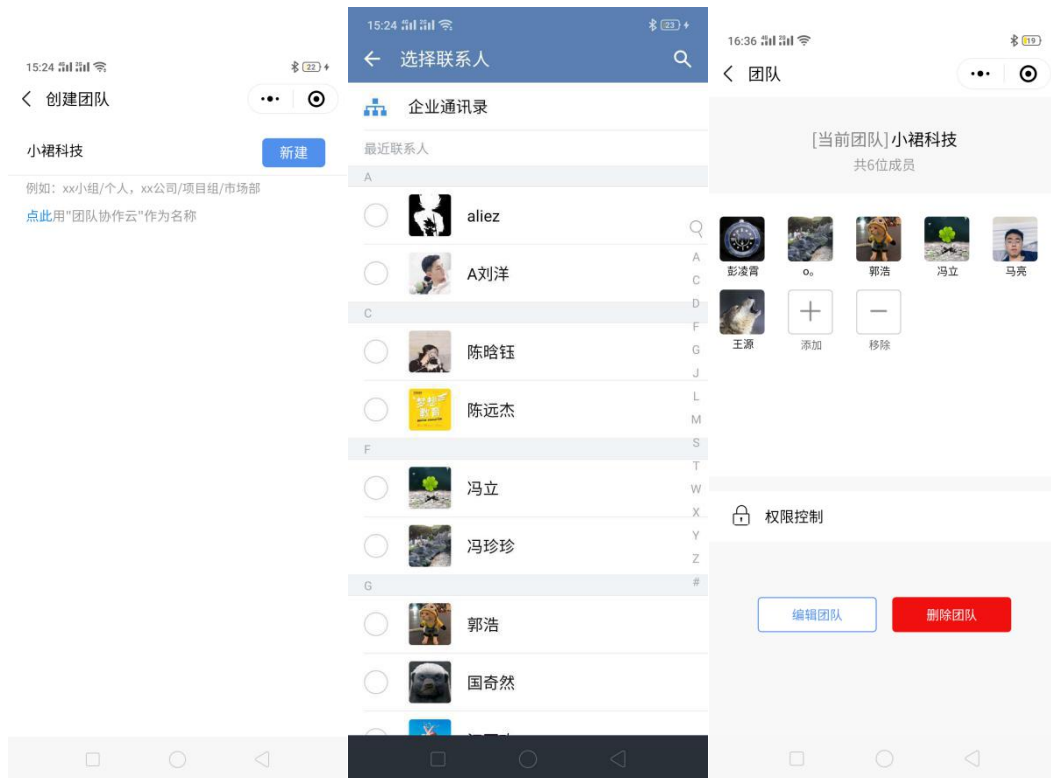 15:24
22
创建团队
小裙科技
新建
例如：xx小组/个人，xx公司/项目组/市场部
点此用"团队协作云"作为名称
15:24
23
选择联系人
企业通讯录
最近联系人
A
aliez
A刘洋
C
陈晗钰
陈远杰
F
冯立
冯珍珍
G
郭浩
国奇然
A
C
D
F
G
J
L
M
S
T
W
X
Y
Z
#
16:36
19
团队
[当前团队]小裙科技
共6位成员
彭凌霄
o。
郭浩
冯立
马亮
王源
添加
移除
权限控制
编辑团队
删除团队